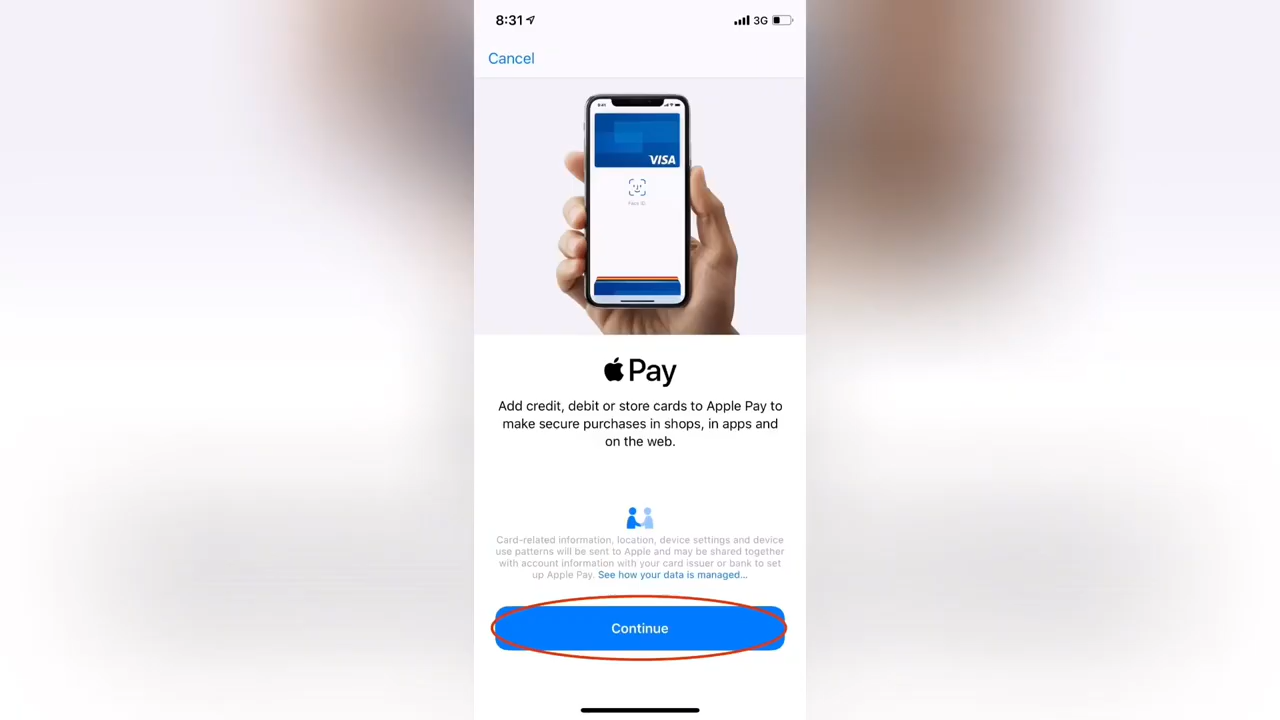 8:31
3G
Cancel
9:41
VISA
Face ID
Pay
Add credit, debit or store cards to Apple Pay to
make secure purchases in shops, in apps and
on the web.
Card-related information, location, device settings and device
use patterns will be sent to Apple and may be shared together
with account information with your card issuer or bank to set
up Apple Pay. See how your data is managed...
Continue